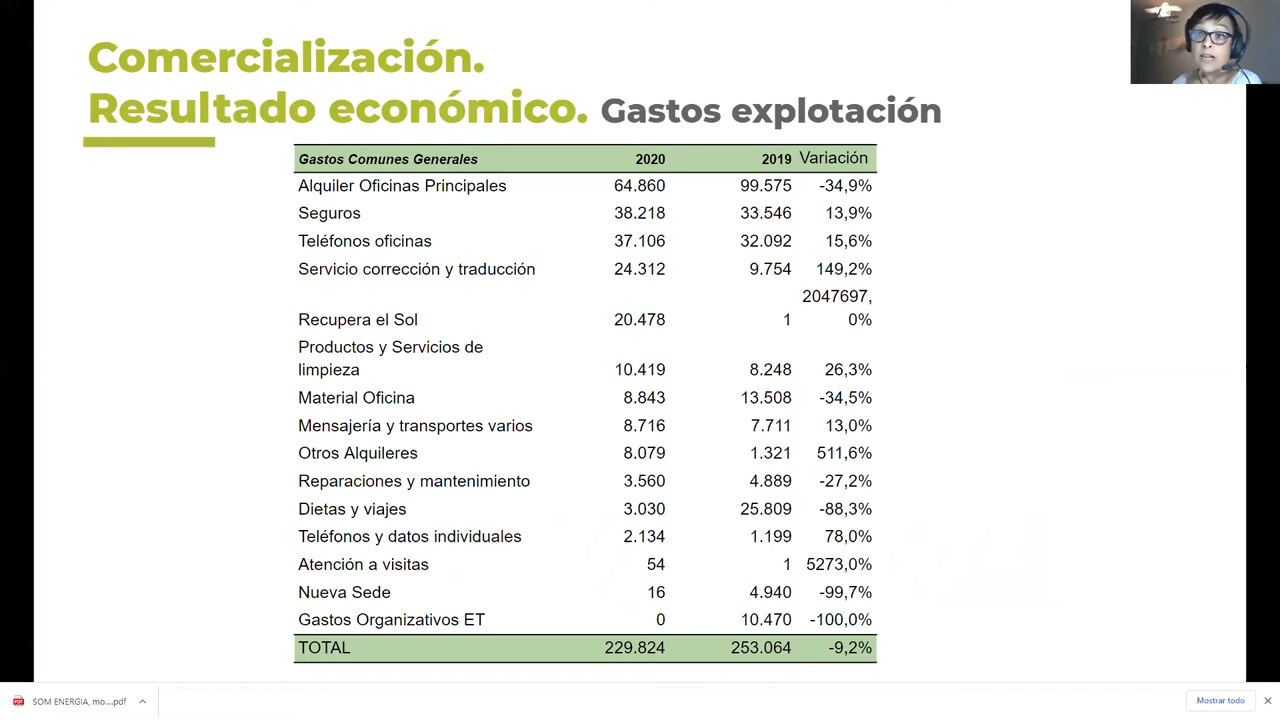 Comercialización.
Resultado económico. Gastos explotación
Gastos Comunes Generales 2020 2019 Variación
Alquiler Oficinas Principales 64.860 99.575 -34,9%
Seguros 38.218 33.546 13,9%
Teléfonos oficinas 37.106 32.092 15,6%
Servicio corrección y traducción 24.312 9.754 149,2%
2047697,
Recupera el Sol 20.478 1 0%
Productos y Servicios de
limpieza 10.419 8.248 26,3%
Material Oficina 8.843 13.508 -34,5%
Mensajería y transportes varios 8.716 7.711 13,0%
Otros Alquileres 8.079 1.321 511,6%
Reparaciones y mantenimiento 3.560 4.889 -27,2%
Dietas y viajes 3.030 25.809 -88,3%
Teléfonos y datos individuales 2.134 1.199 78,0%
Atención a visitas 54 1 5273,0%
Nueva Sede 16 4.940 -99,7%
Gastos Organizativos ET 0 10.470 -100,0%
TOTAL 229.824 253.064 -9,2%
PDF SOM ENERGIA, mo....pdf Mostrar todo